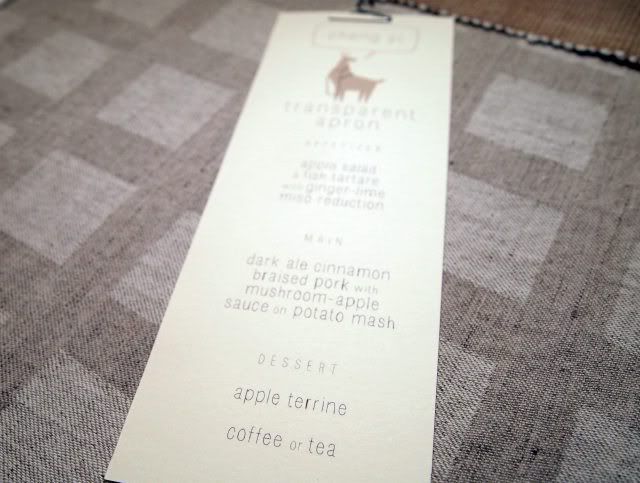 transparent
apron
APPETIZER
apple salad
& fish tartare
with ginger-lime
miso reduction
MAIN
dark ale cinnamon
braised pork with
mushroom-apple
sauce on potato mash
DESSERT
apple terrine
coffee or tea